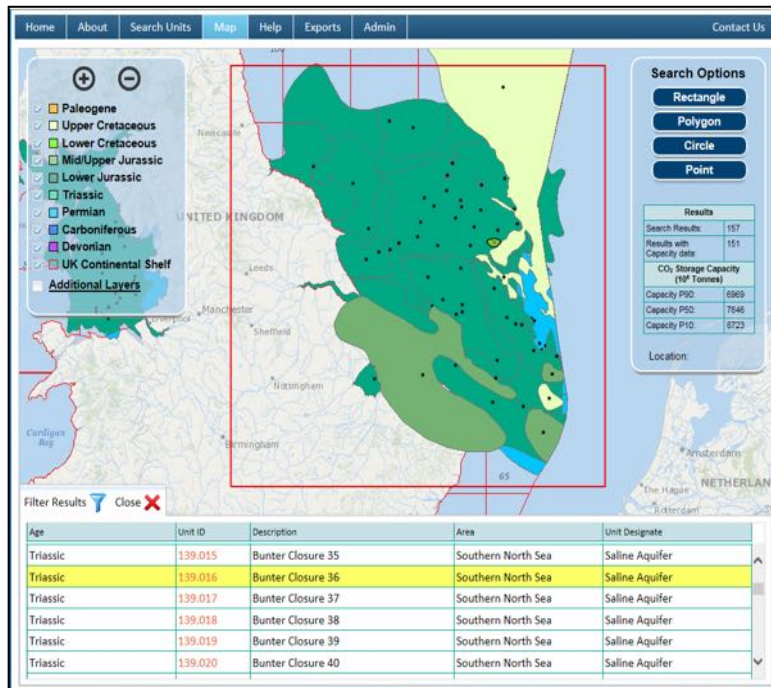 Home About Search Units Map Help Exports Admin Contact Us
Paleogene
Upper Cretaceous
Lower Cretaceous
Mid/Upper Jurassic
Lower Jurassic
Triassic
Permian
Carboniferous
Devonian
UK Continental Shelf
Additional Layers
Newcastle
UNITED KINGDOM
Leeds
Manchester
Sheffield
Nottingham
Birmingham
Cardigan
Bay
65
Amsterdam
NETHERLAN
The Hague
Rotterdam
Search Options
Rectangle
Polygon
Circle
Point
Results
Search Results: 157
Results with
Capacity data: 151
CO₂ Storage Capacity
(10⁶ Tonnes)
Capacity P90: 6969
Capacity P50: 7846
Capacity P10: 8723
Location:
Filter Results Close
Age Unit ID Description Area Unit Designate
Triassic 139.015 Bunter Closure 35 Southern North Sea Saline Aquifer
Triassic 139.016 Bunter Closure 36 Southern North Sea Saline Aquifer
Triassic 139.017 Bunter Closure 37 Southern North Sea Saline Aquifer
Triassic 139.018 Bunter Closure 38 Southern North Sea Saline Aquifer
Triassic 139.019 Bunter Closure 39 Southern North Sea Saline Aquifer
Triassic 139.020 Bunter Closure 40 Southern North Sea Saline Aquifer